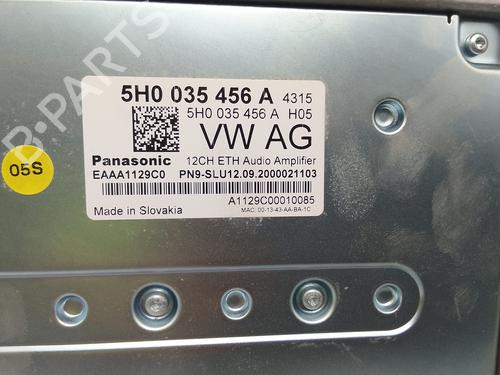 5H0 035 456 A 4315
5H0 035 456 A H05
VW AG
Panasonic 12CH ETH Audio Amplifier
EAAA1129C0 PN9-SLU12.09.2000021103
A1129C00010085
Made in Slovakia MAC: 00-13-43-AA-BA-1C
05S
B-PARTS